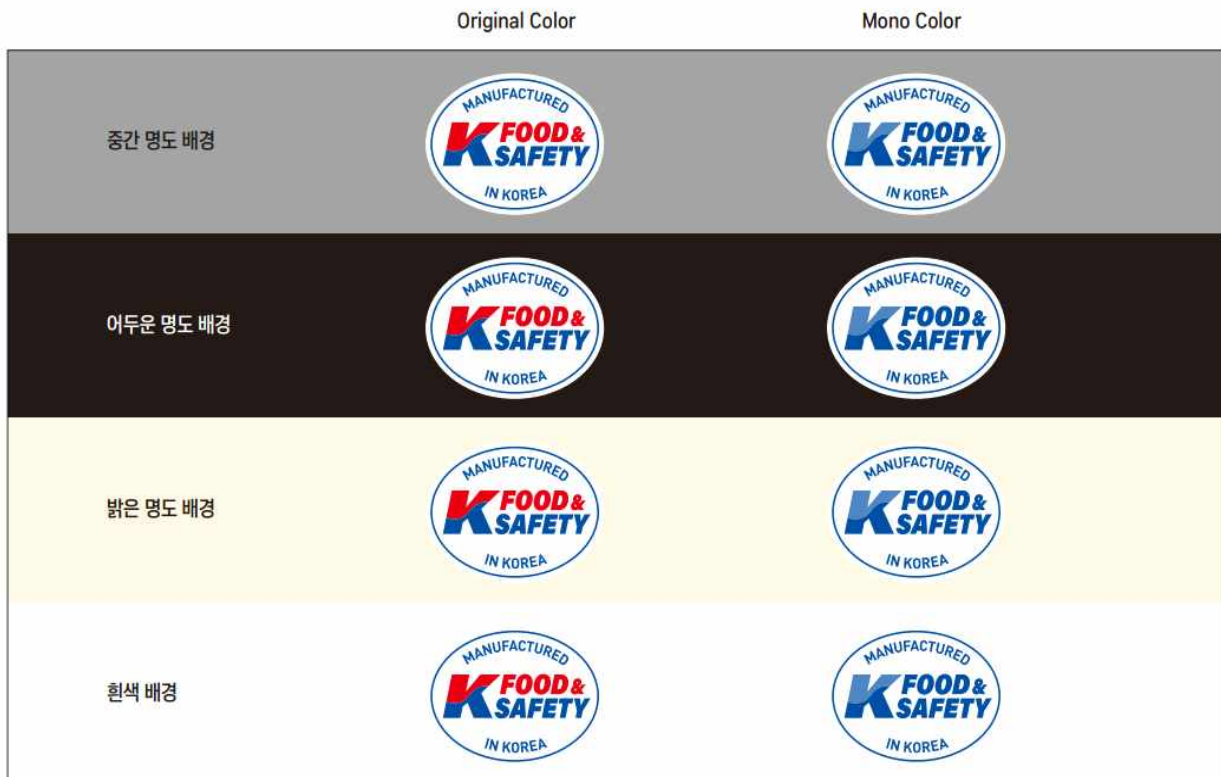 Original Color Mono Color
중간 명도 배경
MANUFACTURED
K FOOD &
SAFETY
IN KOREA
MANUFACTURED
K FOOD &
SAFETY
IN KOREA
어두운 명도 배경
MANUFACTURED
K FOOD &
SAFETY
IN KOREA
MANUFACTURED
K FOOD &
SAFETY
IN KOREA
밝은 명도 배경
MANUFACTURED
K FOOD &
SAFETY
IN KOREA
MANUFACTURED
K FOOD &
SAFETY
IN KOREA
흰색 배경
MANUFACTURED
K FOOD &
SAFETY
IN KOREA
MANUFACTURED
K FOOD &
SAFETY
IN KOREA